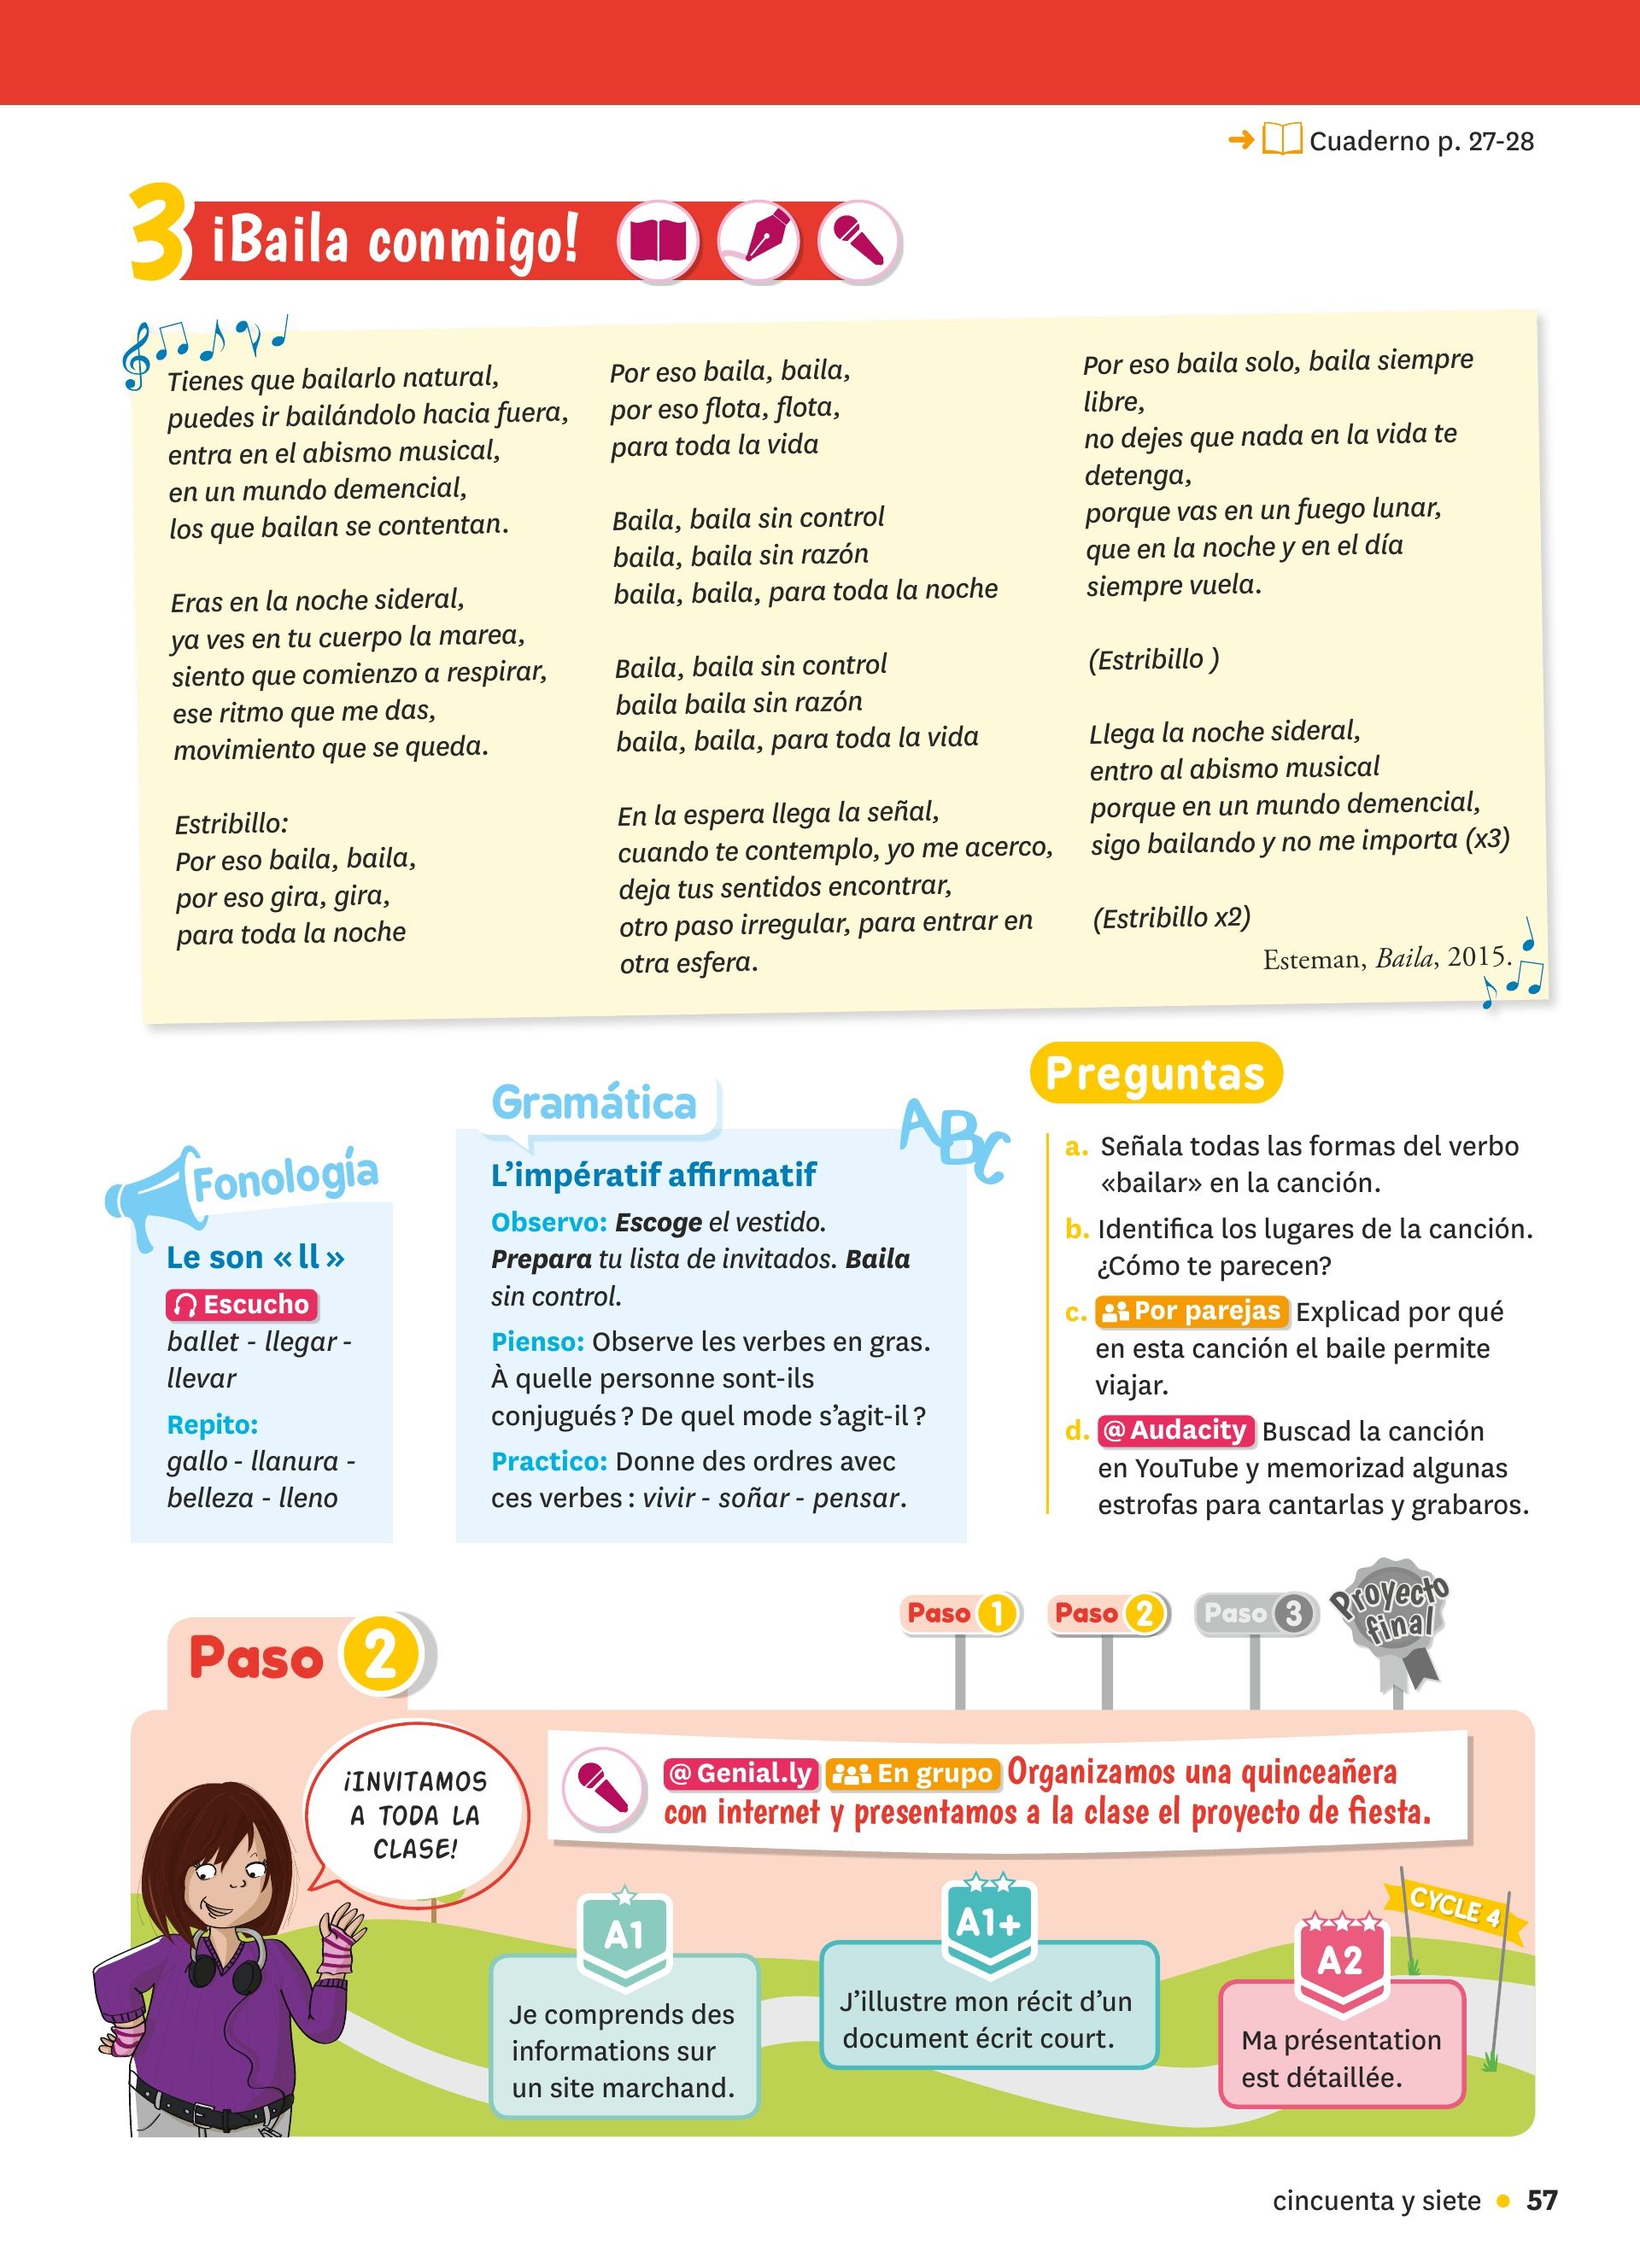 Cuaderno p. 27-28
3 ¡Baila conmigo!
Tienes que bailarlo natural,
puedes ir bailándolo hacia fuera,
entra en el abismo musical,
en un mundo demencial,
los que bailan se contentan.
Eras en la noche sideral,
ya ves en tu cuerpo la marea,
siento que comienzo a respirar,
ese ritmo que me das,
movimiento que se queda.
Estribillo:
Por eso baila, baila,
por eso gira, gira,
para toda la noche
Por eso baila, baila,
por eso flota, flota,
para toda la vida
Baila, baila sin control
baila, baila sin razón
baila, baila, para toda la noche
Baila, baila sin control
baila baila sin razón
baila, baila, para toda la vida
En la espera llega la señal,
cuando te contemplo, yo me acerco,
deja tus sentidos encontrar,
otro paso irregular, para entrar en
otra esfera.
Por eso baila solo, baila siempre
libre,
no dejes que nada en la vida te
detenga,
porque vas en un fuego lunar,
que en la noche y en el día
siempre vuela.
(Estribillo )
Llega la noche sideral,
entro al abismo musical
porque en un mundo demencial,
sigo bailando y no me importa (x3)
(Estribillo x2)
Esteman, Baila, 2015.
Fonología
Le son « ll »
Escucho
ballet - llegar -
llevar
Repito:
gallo - llanura -
belleza - lleno
Gramática
ABC
L'impératif affirmatif
Observo: Escoge el vestido.
Prepara tu lista de invitados. Baila
sin control.
Pienso: Observe les verbes en gras.
À quelle personne sont-ils
conjugués ? De quel mode s'agit-il ?
Practico: Donne des ordres avec
ces verbes : vivir - soñar - pensar.
Preguntas
a. Señala todas las formas del verbo
«bailar» en la canción.
b. Identifica los lugares de la canción.
¿Cómo te parecen?
c. Por parejas Explicad por qué
en esta canción el baile permite
viajar.
d. @ Audacity Buscad la canción
en YouTube y memorizad algunas
estrofas para cantarlas y grabaros.
Paso 1
Paso 2
Paso 3
Proyecto
final
Paso 2
¡INVITAMOS
A TODA LA
CLASE!
@ Genial.ly En grupo Organizamos una quinceañera
con internet y presentamos a la clase el proyecto de fiesta.
A1
Je comprends des
informations sur
un site marchand.
A1+
J'illustre mon récit d'un
document écrit court.
CYCLE 4
A2
Ma présentation
est détaillée.
cincuenta y siete • 57